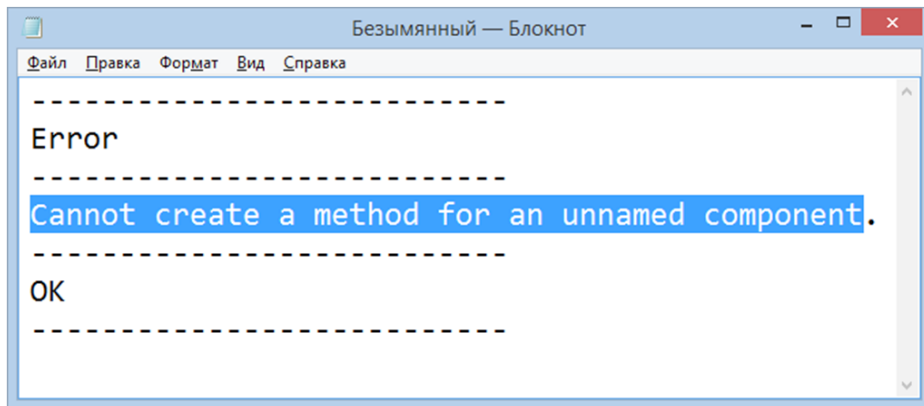 Безымянный — Блокнот
Файл Правка Формат Вид Справка
---------------------------
Error
---------------------------
Cannot create a method for an unnamed component.
---------------------------
OK
---------------------------